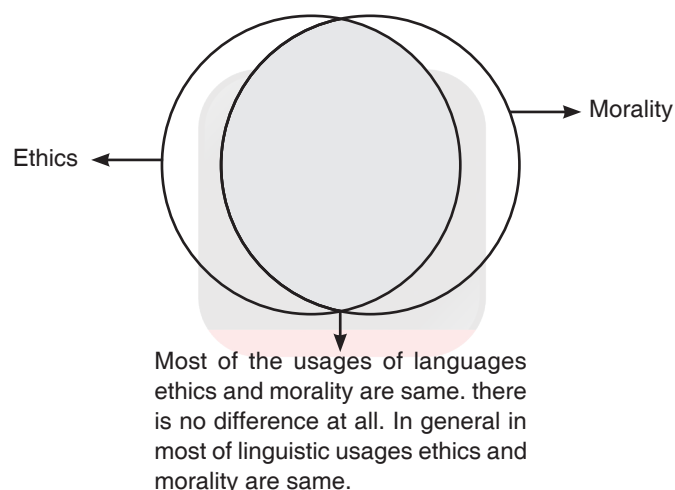 Morality
Ethics
Most of the usages of languages
ethics and morality are same. there
is no difference at all. In general in
most of linguistic usages ethics and
morality are same.